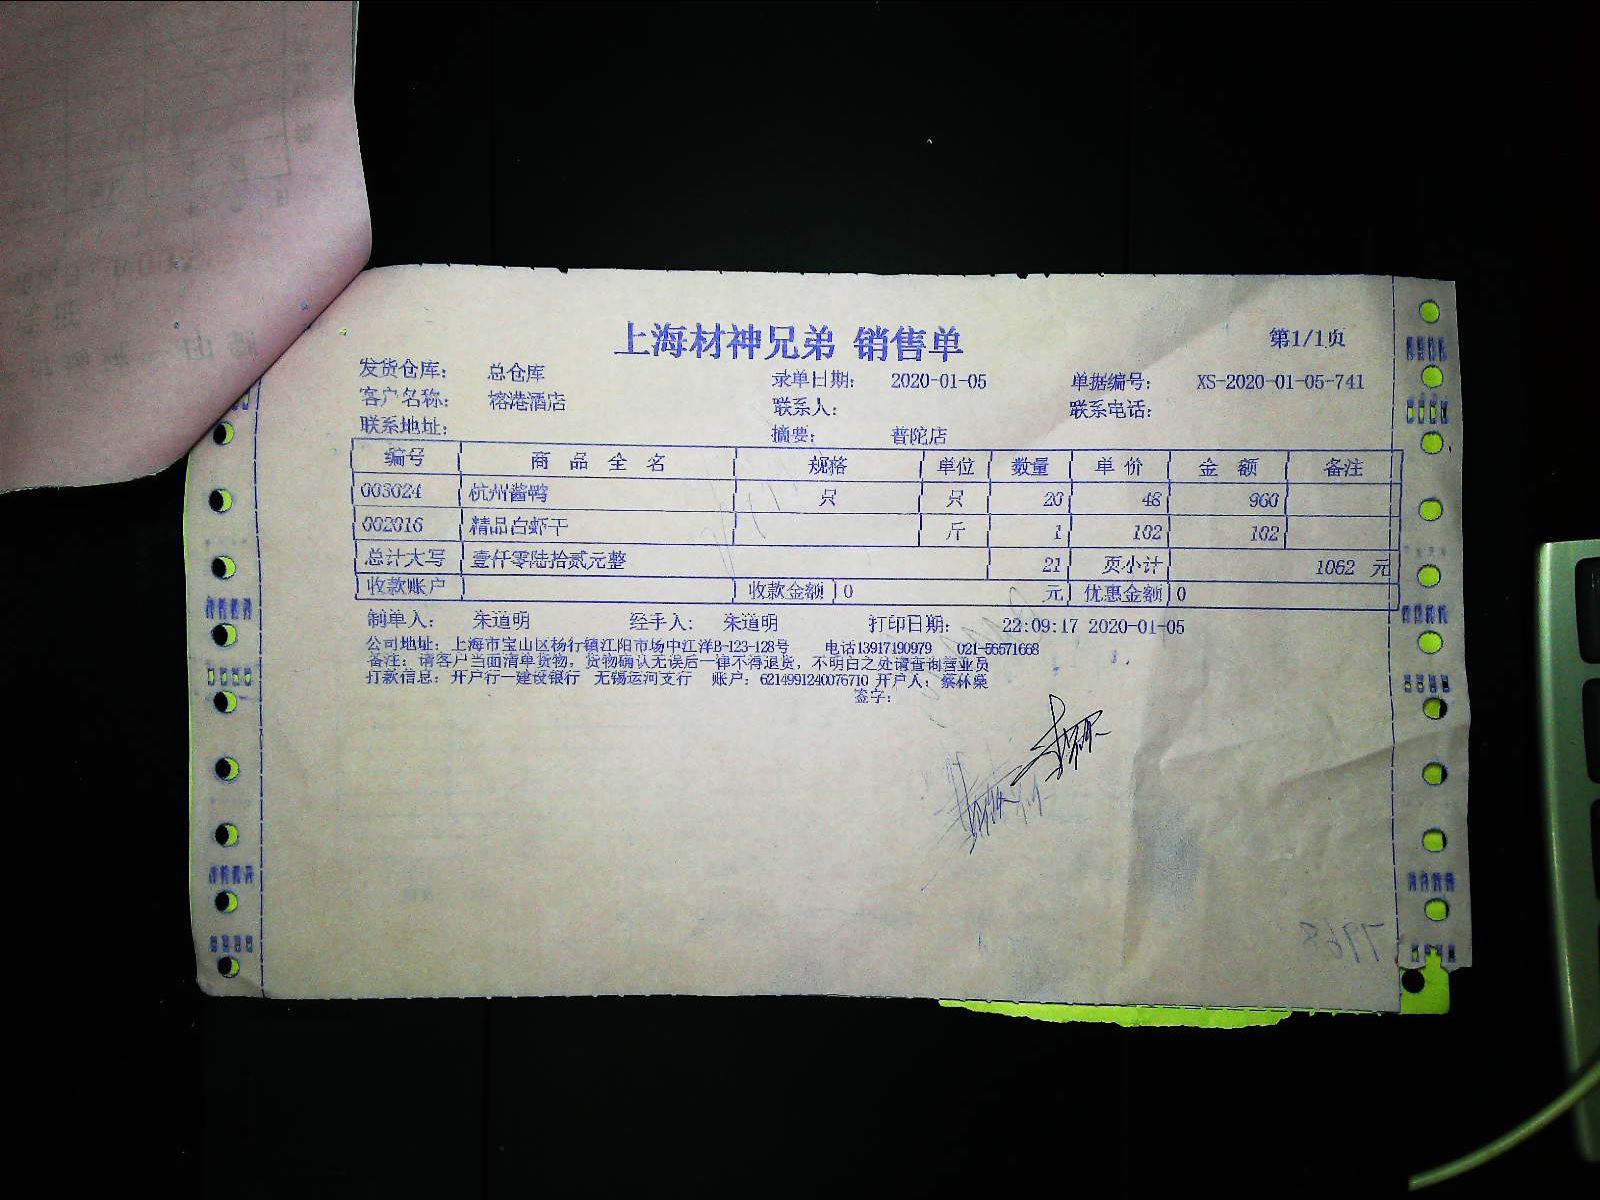 上海材神兄弟 销售单
第1/1页
发货仓库： 总仓库 录单日期： 2020-01-05 单据编号： XS-2020-01-05-741
客户名称： 榕港酒店 联系人： 联系电话：
联系地址： 摘要： 普陀店
编号 商品全名 规格 单位 数量 单价 金额 备注
003024 杭州酱鸭 只 只 20 48 960
002016 精品白虾干 斤 1 102 102
总计大写 壹仟零陆拾贰元整 21 页小计 1062 元
收款账户 收款金额 0 元 优惠金额 0
制单人： 朱道明 经手人： 朱道明 打印日期： 22:09:17 2020-01-05
公司地址：上海市宝山区杨行镇江阳市场中江洋B-123-128号 电话13917190979 021-56571668
备注：请客户当面清单货物，货物确认无误后一律不得退货，不明白之处请查询营业员
打款信息：开户行—建设银行 无锡运河支行 账户：6214991240076710 开户人：蔡林燊
签字：